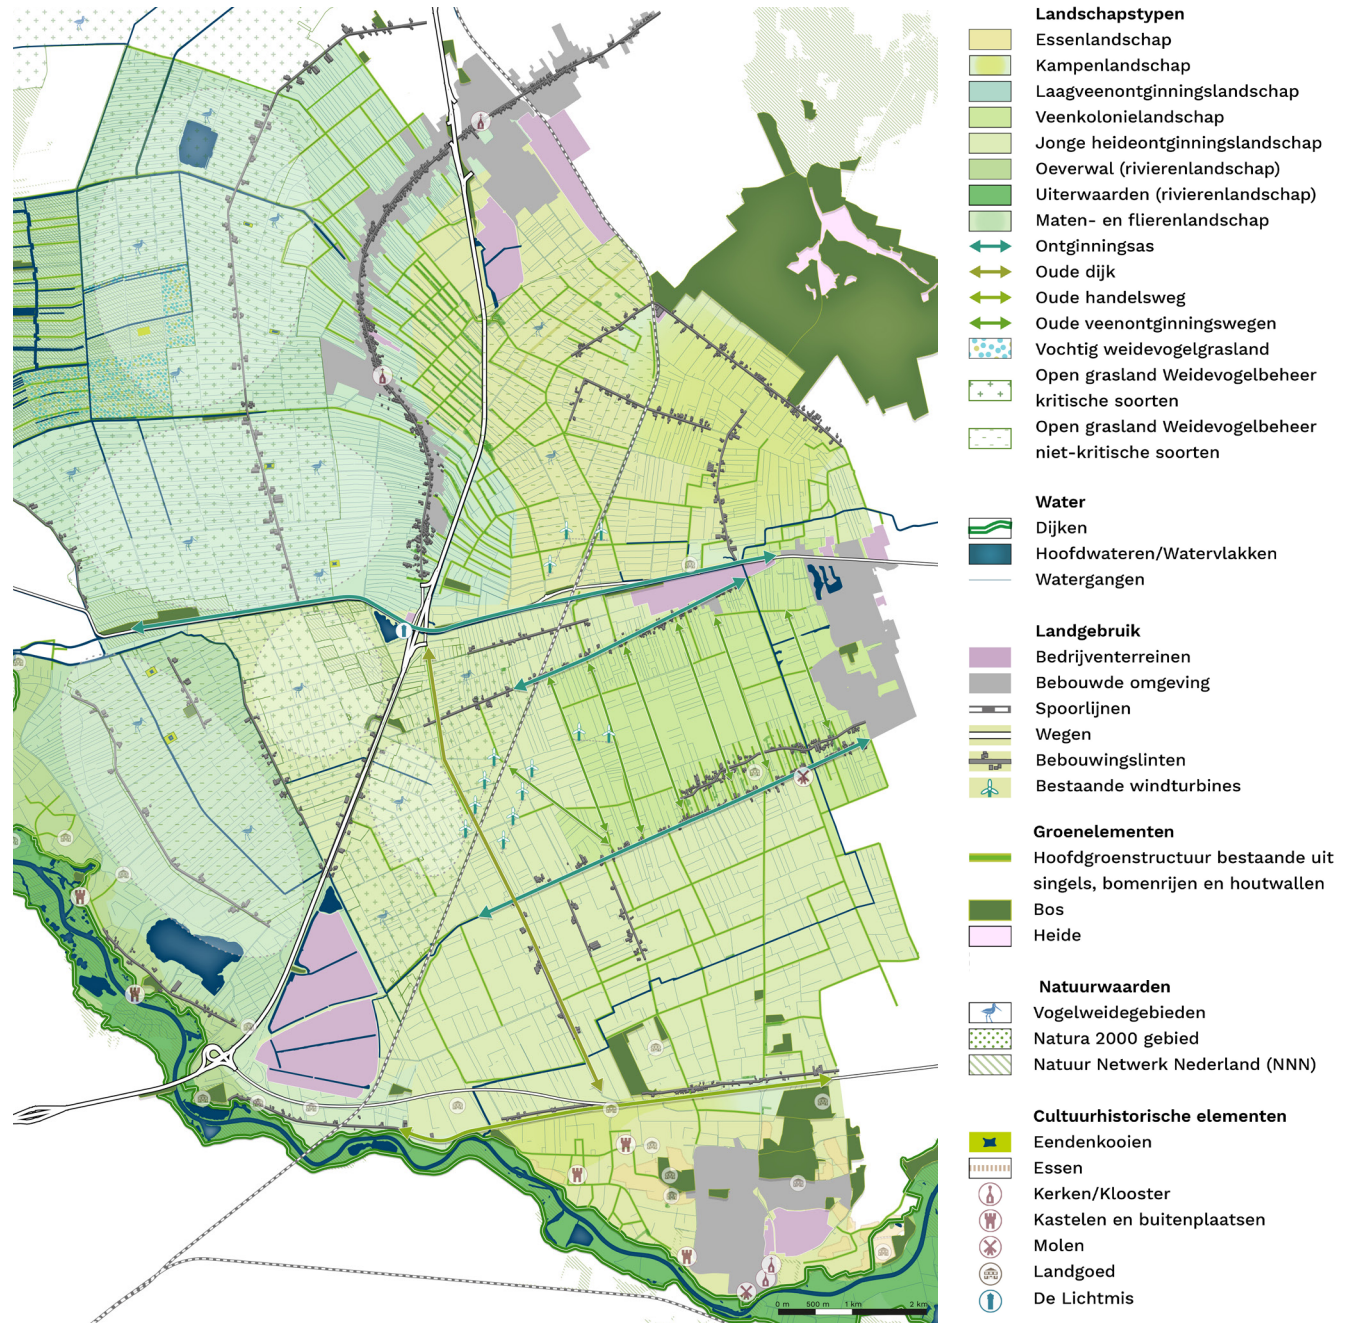 Landschapstypen
Essenlandschap
Kampenlandschap
Laagveenontginningslandschap
Veenkolonielandschap
Jonge heideontginningslandschap
Oeverwal (rivierenlandschap)
Uiterwaarden (rivierenlandschap)
Maten- en flierenlandschap
Ontginningsas
Oude dijk
Oude handelsweg
Oude veenontginningswegen
Vochtig weidevogelgrasland
Open grasland Weidevogelbeheer
kritische soorten
Open grasland Weidevogelbeheer
niet-kritische soorten
Water
Dijken
Hoofdwateren/Watervlakken
Watergangen
Landgebruik
Bedrijventerreinen
Bebouwde omgeving
Spoorlijnen
Wegen
Bebouwingslinten
Bestaande windturbines
Groenelementen
Hoofdgroenstructuur bestaande uit
singels, bomenrijen en houtwallen
Bos
Heide
Natuurwaarden
Vogelweidegebieden
Natura 2000 gebied
Natuur Netwerk Nederland (NNN)
Cultuurhistorische elementen
Eendenkooien
Essen
Kerken/Klooster
Kastelen en buitenplaatsen
Molen
Landgoed
De Lichtmis
0 m 500 m 1 km 2 km